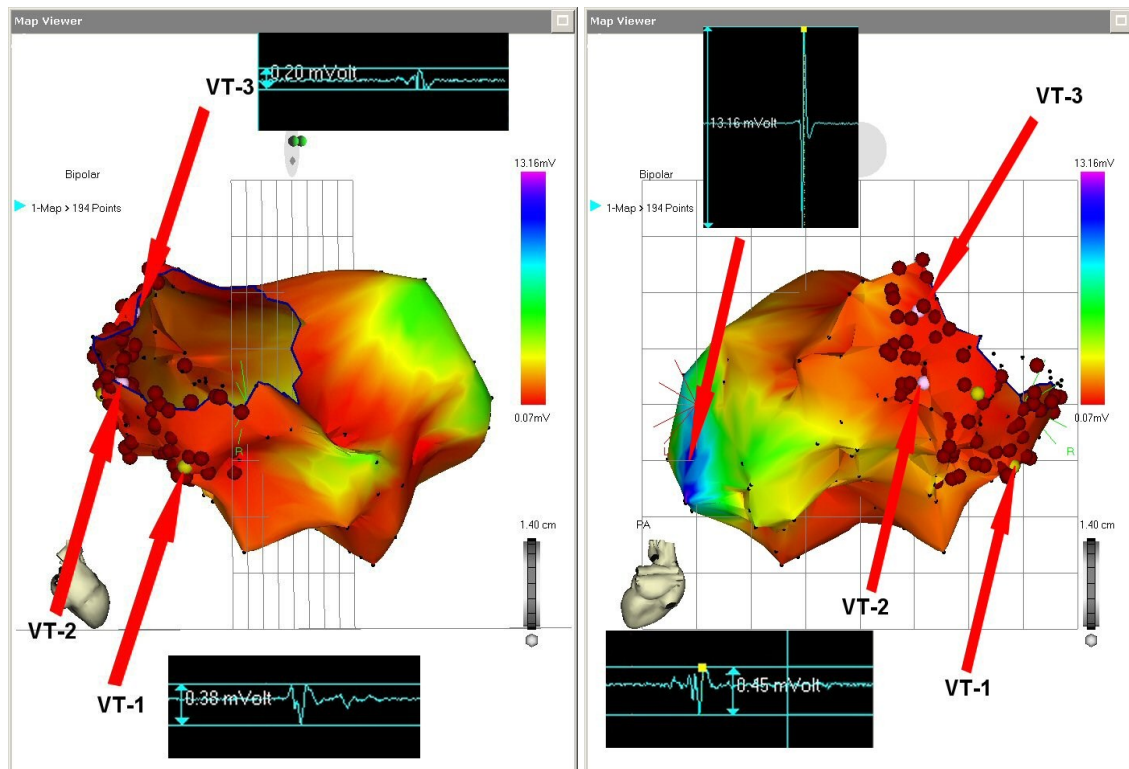 Map Viewer
0.20 mVolt
VT-3
Bipolar
1-Map > 194 Points
13.16mV
0.07mV
R
1.40 cm
VT-2
VT-1
0.38 mVolt
Map Viewer
13.16 mVolt
VT-3
Bipolar
1-Map > 194 Points
13.16mV
0.07mV
L
R
PA
1.40 cm
VT-2
VT-1
0.45 mVolt